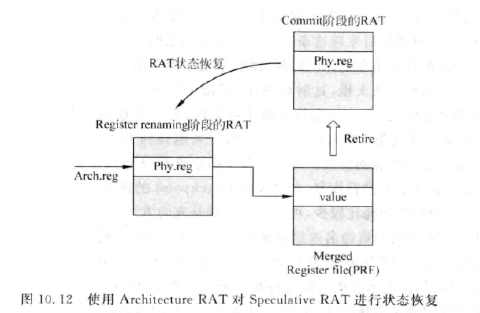 Commit阶段的RAT
Phy.reg
RAT状态恢复
Register renaming阶段的RAT
Retire
Arch.reg
Phy.reg
value
Merged
Register file(PRF)
图 10.12 使用 Architecture RAT 对 Speculative RAT 进行状态恢复